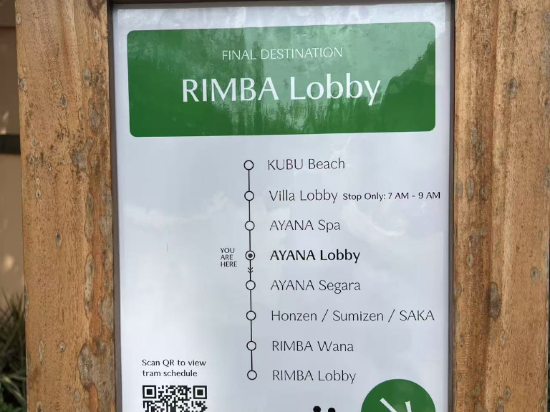 FINAL DESTINATION
RIMBA Lobby
KUBU Beach
Villa Lobby Stop Only: 7 AM - 9 AM
AYANA Spa
YOU
ARE
HERE
AYANA Lobby
AYANA Segara
Honzen / Sumizen / SAKA
RIMBA Wana
RIMBA Lobby
Scan QR to view
tram schedule